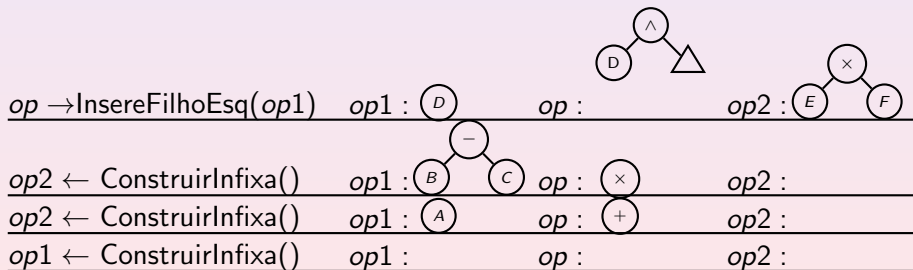 ∧
D
×
op →InsereFilhoEsq(op1) op1 : D op : op2 : E F
−
op2 ← ConstruirInfixa() op1 : B C op : × op2 :
op2 ← ConstruirInfixa() op1 : A op : + op2 :
op1 ← ConstruirInfixa() op1 : op : op2 :